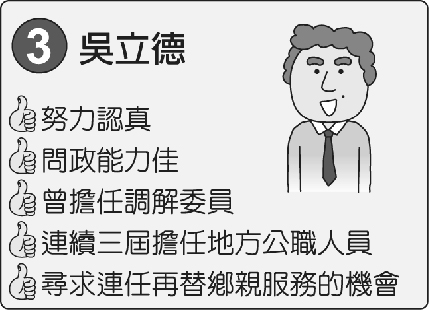 3 吳立德
努力認真
問政能力佳
曾擔任調解委員
連續三屆擔任地方公職人員
尋求連任再替鄉親服務的機會